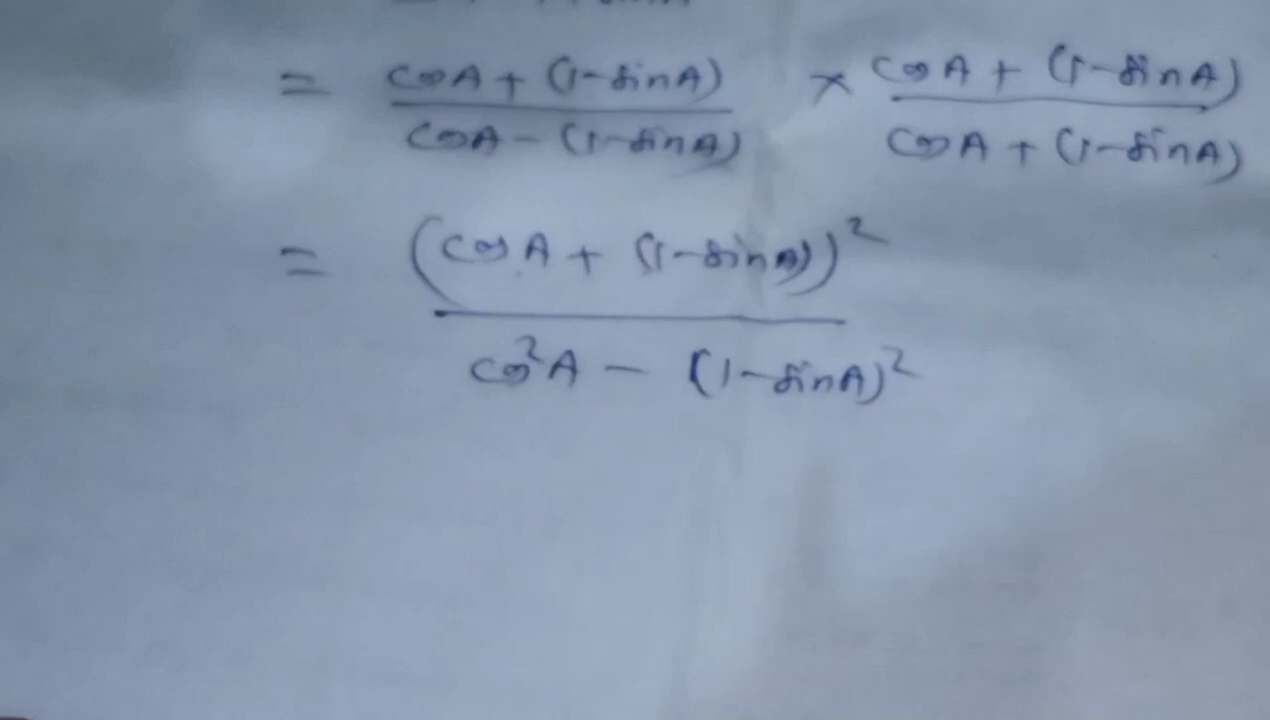 = cosA + (1-sinA) / cosA - (1-sinA) × cosA + (1-sinA) / cosA + (1-sinA)
= (cosA + (1-sinA))² / cos²A - (1-sinA)²